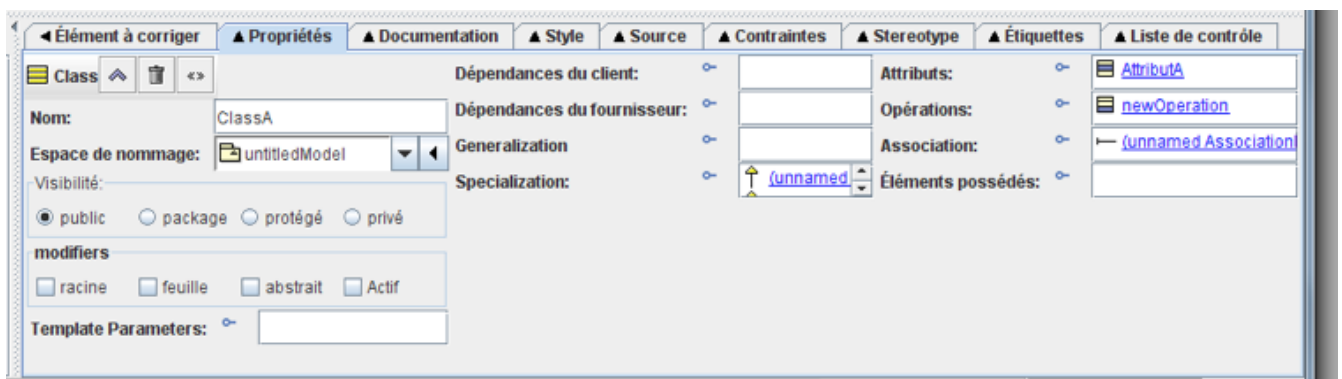 Élément à corriger Propriétés Documentation Style Source Contraintes Stereotype Étiquettes Liste de contrôle
Class
Nom: ClassA
Espace de nommage: untitledModel
Visibilité:
public package protégé privé
modifiers
racine feuille abstrait Actif
Template Parameters:
Dépendances du client:
Dépendances du fournisseur:
Generalization
Specialization: (unnamed
Attributs: AttributA
Opérations: newOperation
Association: (unnamed Association
Éléments possédés: